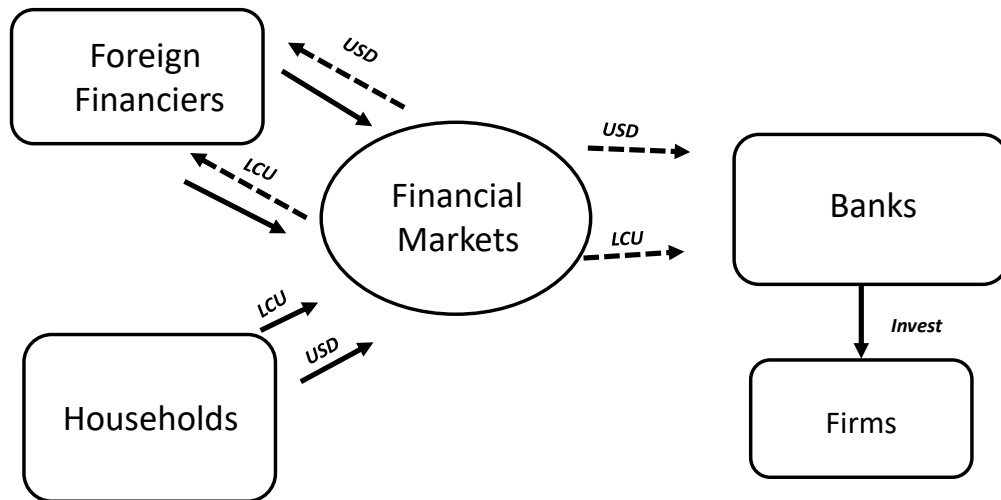 Foreign
Financiers
USD
LCU
Financial
Markets
USD
LCU
Banks
Invest
Firms
LCU
USD
Households